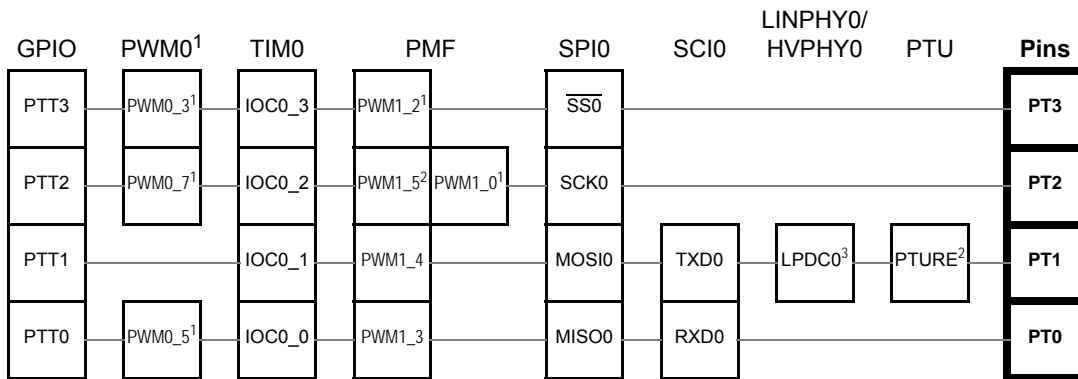 LINPHY0/
GPIO PWM0¹ TIM0 PMF SPI0 SCI0 HVPHY0 PTU Pins
PTT3 PWM0_3¹ IOC0_3 PWM1_2¹ SS0 PT3
PTT2 PWM0_7¹ IOC0_2 PWM1_5² PWM1_0¹ SCK0 PT2
PTT1 IOC0_1 PWM1_4 MOSI0 TXD0 LPDC0³ PTURE² PT1
PTT0 PWM0_5¹ IOC0_0 PWM1_3 MISO0 RXD0 PT0